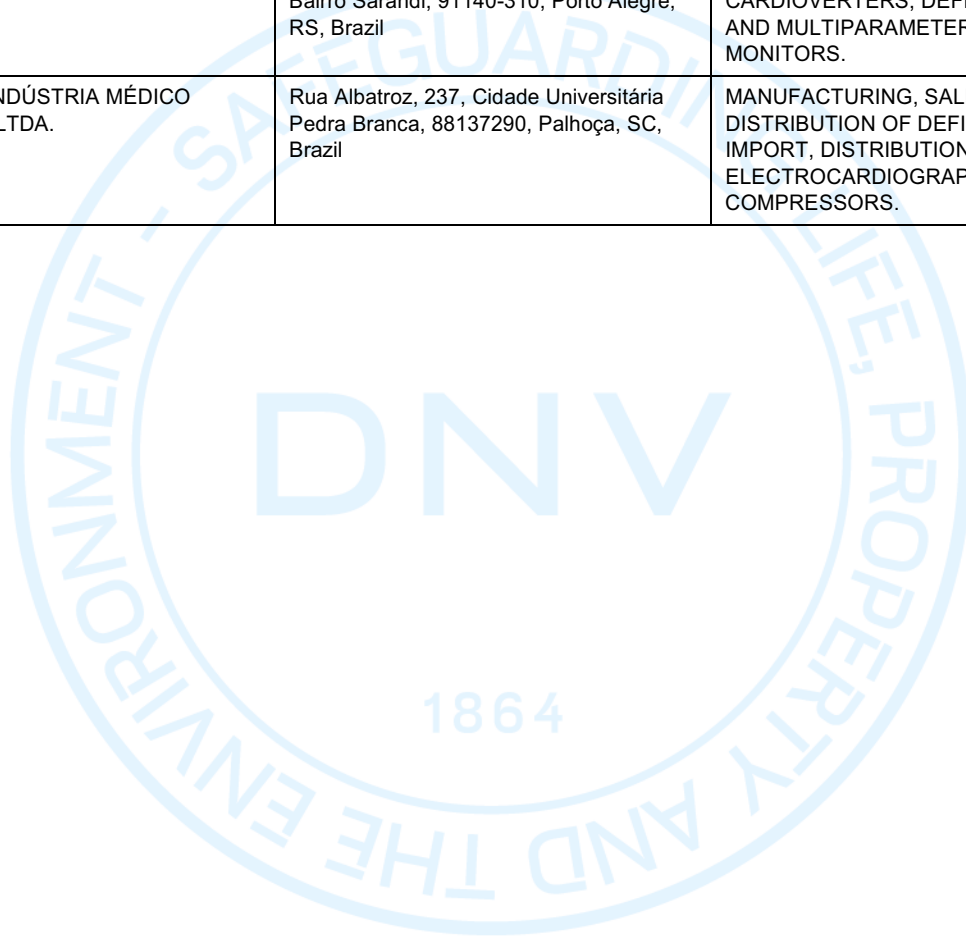 Bairro Sarandi, 91140-310, Porto Alegre,
RS, Brazil
AND MULTIPARAMETER
MONITORS.
NDÚSTRIA MÉDICO
LTDA.
Rua Albatroz, 237, Cidade Universitária
Pedra Branca, 88137290, Palhoça, SC,
Brazil
MANUFACTURING, SAL
DISTRIBUTION OF DEFI
IMPORT, DISTRIBUTION
ELECTROCARDIOGRAP
COMPRESSORS.
SAFEGUARDING LIFE, PROPERTY AND THE ENVIRONMENT -
DNV
1864